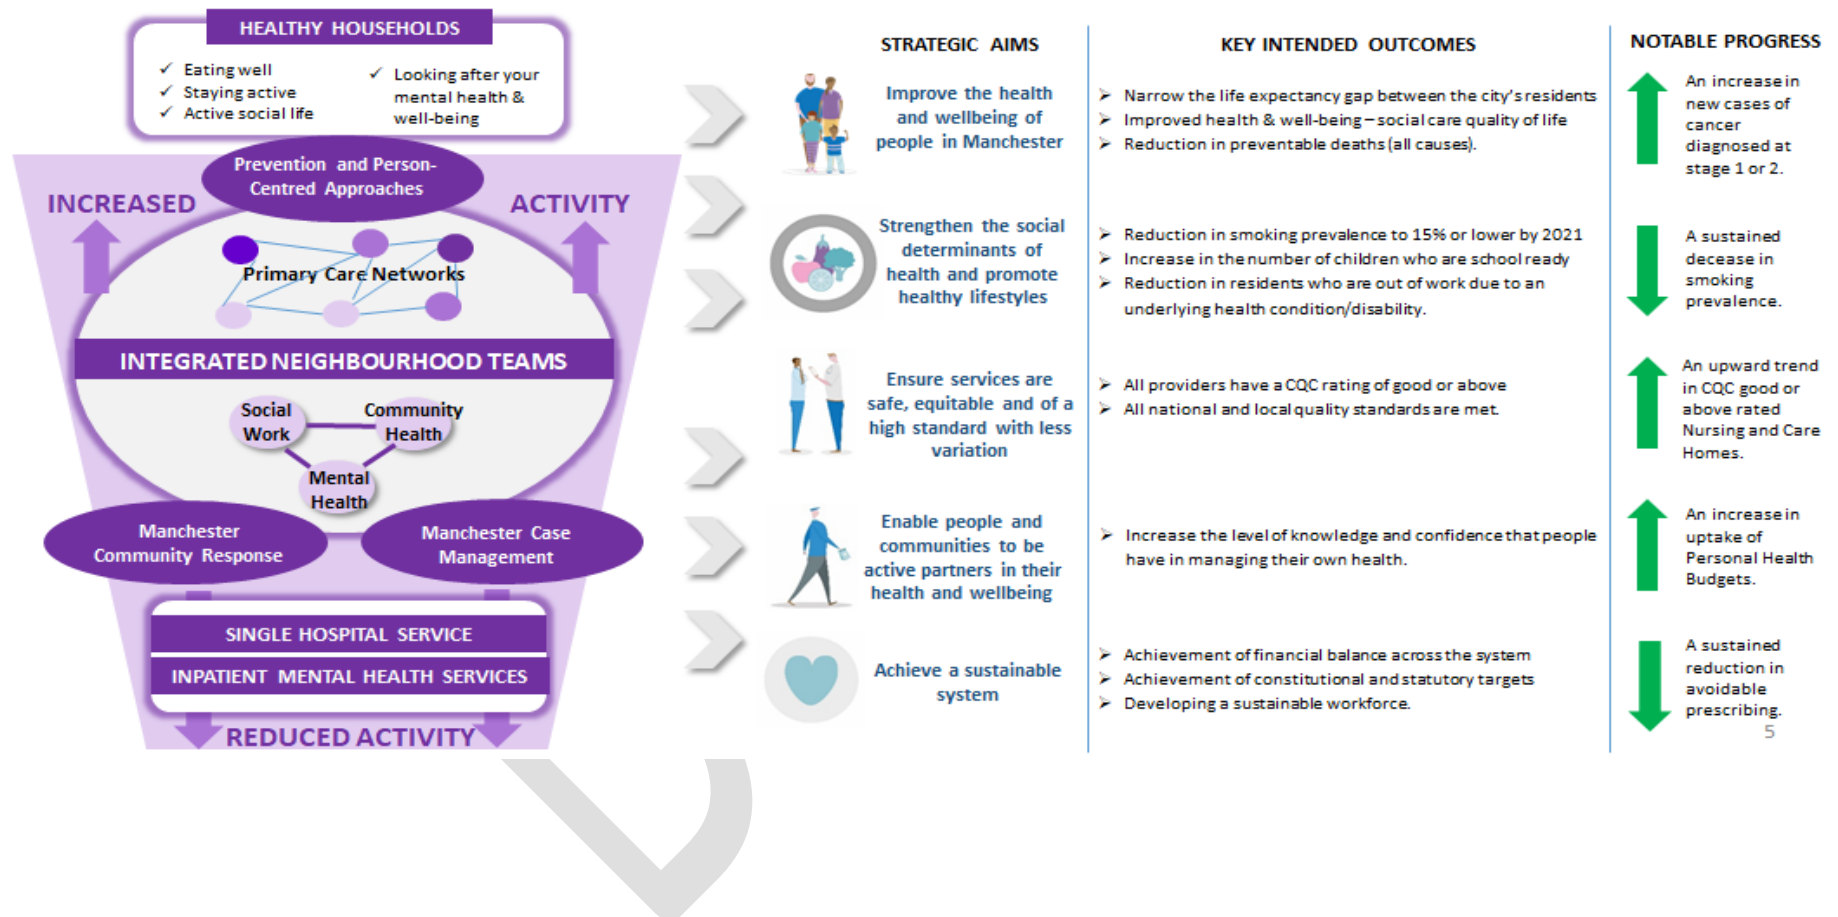 HEALTHY HOUSEHOLDS
✓ Eating well
✓ Staying active
✓ Active social life
✓ Looking after your
mental health &
well-being
Prevention and Person-
Centred Approaches
INCREASED
ACTIVITY
Primary Care Networks
INTEGRATED NEIGHBOURHOOD TEAMS
Social
Work
Community
Health
Mental
Health
Manchester
Community Response
Manchester Case
Management
SINGLE HOSPITAL SERVICE
INPATIENT MENTAL HEALTH SERVICES
REDUCED ACTIVITY
STRATEGIC AIMS
Improve the health
and wellbeing of
people in Manchester
Strengthen the social
determinants of
health and promote
healthy lifestyles
Ensure services are
safe, equitable and of a
high standard with less
variation
Enable people and
communities to be
active partners in their
health and wellbeing
Achieve a sustainable
system
KEY INTENDED OUTCOMES
➢ Narrow the life expectancy gap between the city's residents
➢ Improved health & well-being – social care quality of life
➢ Reduction in preventable deaths (all causes).
➢ Reduction in smoking prevalence to 15% or lower by 2021
➢ Increase in the number of children who are school ready
➢ Reduction in residents who are out of work due to an
underlying health condition/disability.
➢ All providers have a CQC rating of good or above
➢ All national and local quality standards are met.
➢ Increase the level of knowledge and confidence that people
have in managing their own health.
➢ Achievement of financial balance across the system
➢ Achievement of constitutional and statutory targets
➢ Developing a sustainable workforce.
NOTABLE PROGRESS
An increase in
new cases of
cancer
diagnosed at
stage 1 or 2.
A sustained
decease in
smoking
prevalence.
An upward trend
in CQC good or
above rated
Nursing and Care
Homes.
An increase in
uptake of
Personal Health
Budgets.
A sustained
reduction in
avoidable
prescribing.
5